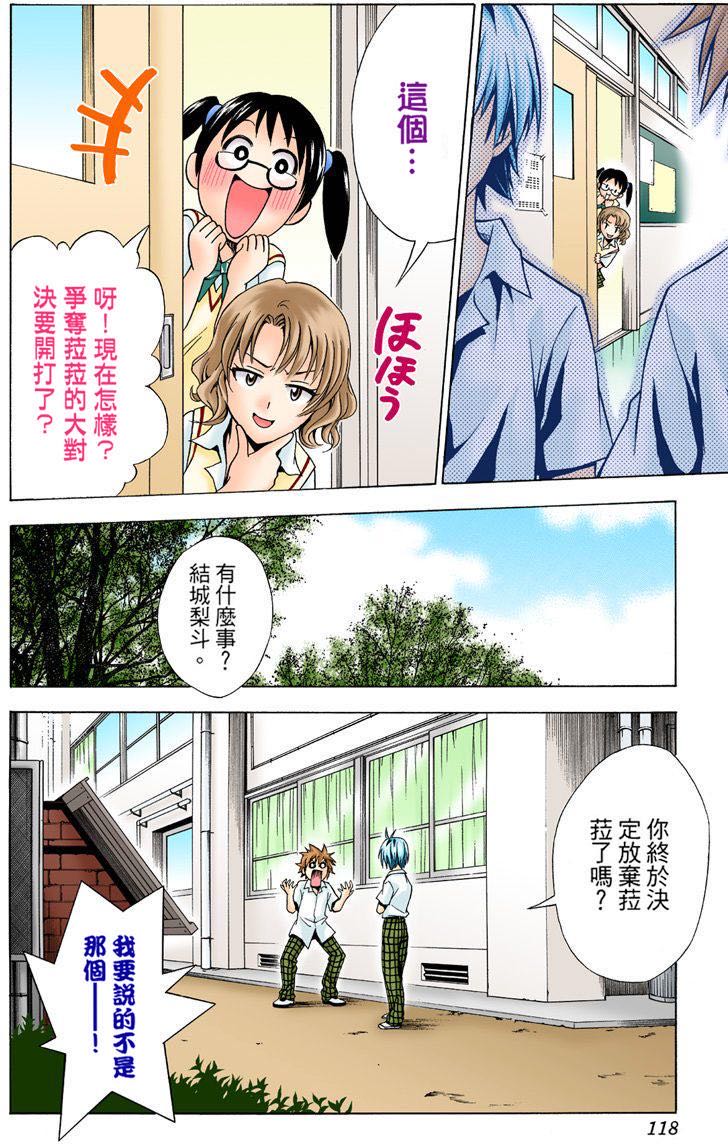 這個…
ほほう
呀！現在怎樣？
爭奪菈菈的大對
決要開打了？
有什麼事？
結城梨斗。
你終於決
定放棄菈
菈了嗎？
我要說的不是
那個——！
118